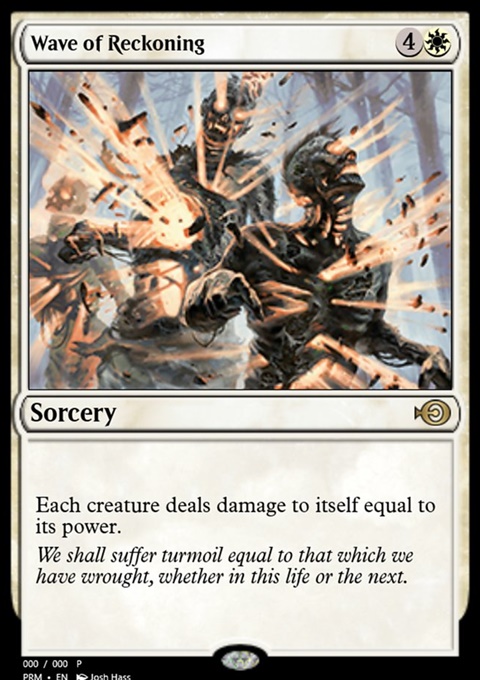 Wave of Reckoning 4
Sorcery
Each creature deals damage to itself equal to
its power.
We shall suffer turmoil equal to that which we
have wrought, whether in this life or the next.
000 / 000 P
PRM • EN Josh Hass